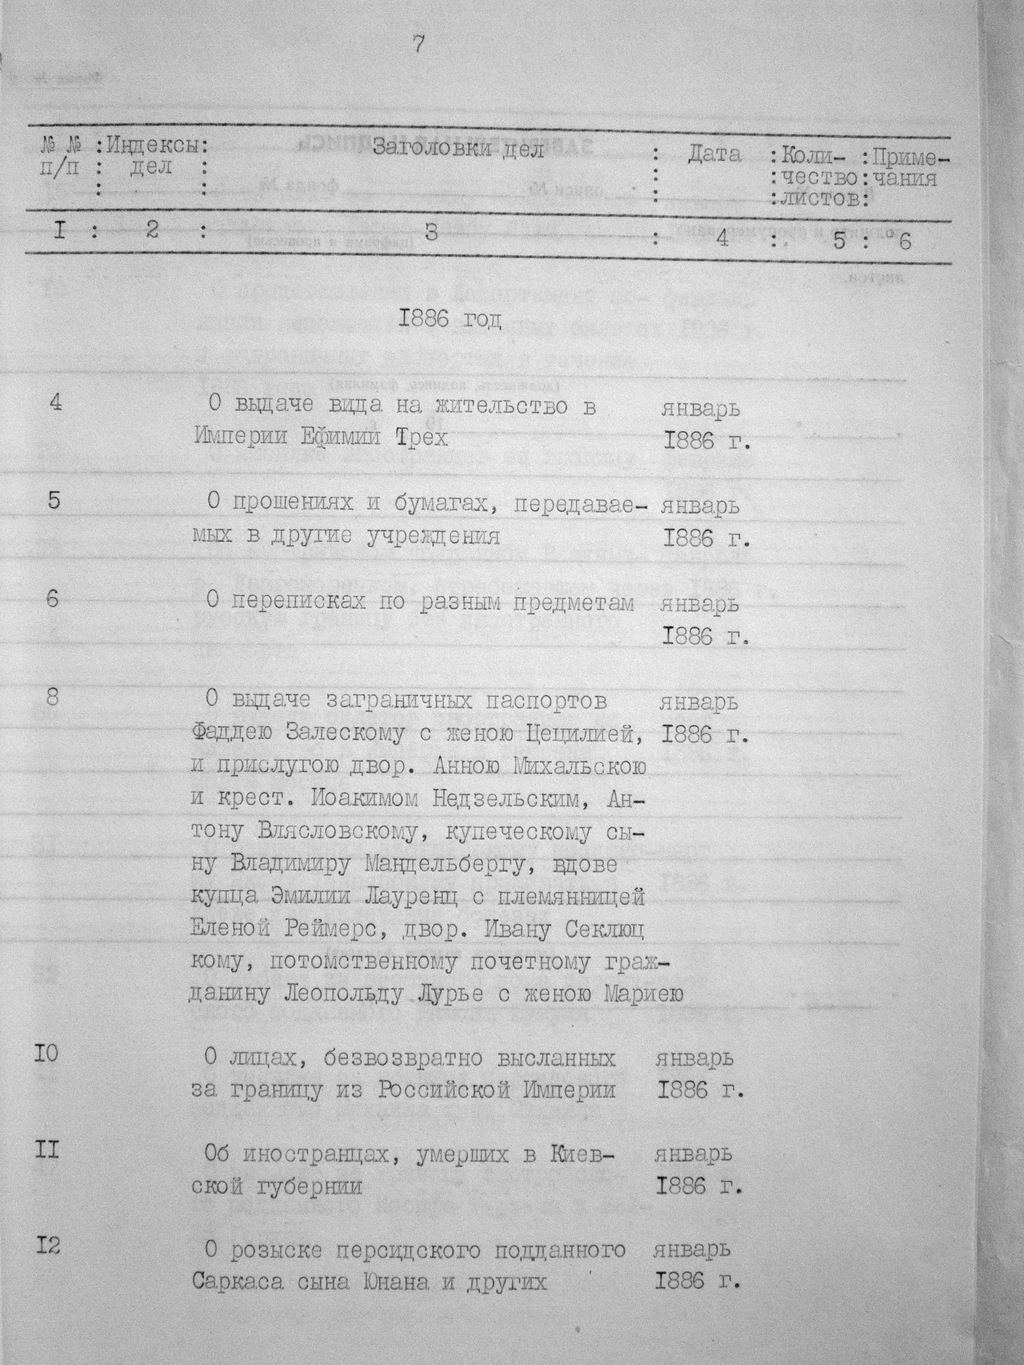 7
№ № :Индексы: Заголовки дел : Дата :Коли- :Приме-
п/п : дел : : :чество:чания
: : : :листов:
I : 2 : 3 : 4 : 5 : 6
1886 год
4 О выдаче вида на жительство в январь
Империи Ефимии Трех 1886 г.
5 О прошениях и бумагах, передавае- январь
мых в другие учреждения 1886 г.
6 О переписках по разным предметам январь
1886 г.
8 О выдаче заграничных паспортов январь
Фаддею Залескому с женою Цецилией, 1886 г.
и прислугою двор. Анною Михальскою
и крест. Иоакимом Недзельским, Ан-
тону Влясловскому, купеческому сы-
ну Владимиру Мандельбергу, вдове
купца Эмилии Лауренц с племянницей
Еленой Реймерс, двор. Ивану Секлюц
кому, потомственному почетному граж-
данину Леопольду Лурье с женою Мариею
I0 О лицах, безвозвратно высланных январь
за границу из Российской Империи 1886 г.
II Об иностранцах, умерших в Киев- январь
ской губернии 1886 г.
I2 О розыске персидского подданного январь
Саркаса сына Юнана и других 1886 г.